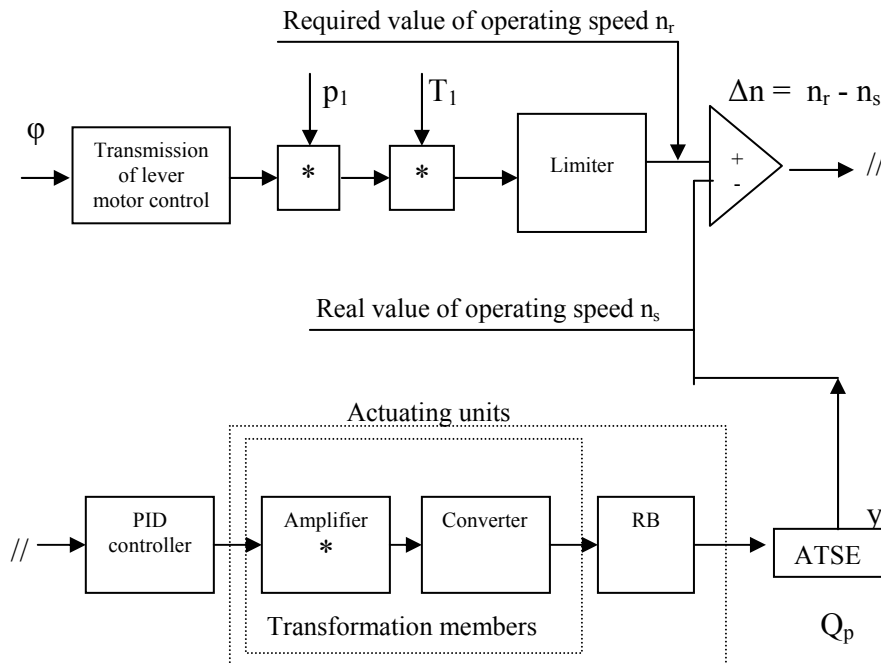 Required value of operating speed nᵣ
p₁
T₁
Δn = nᵣ - nₛ
φ
Transmission
of lever
motor control
*
*
Limiter
+
-
//
Real value of operating speed nₛ
Actuating units
//
PID
controller
Amplifier
*
Converter
RB
y
ATSE
Transformation members
Qₚ